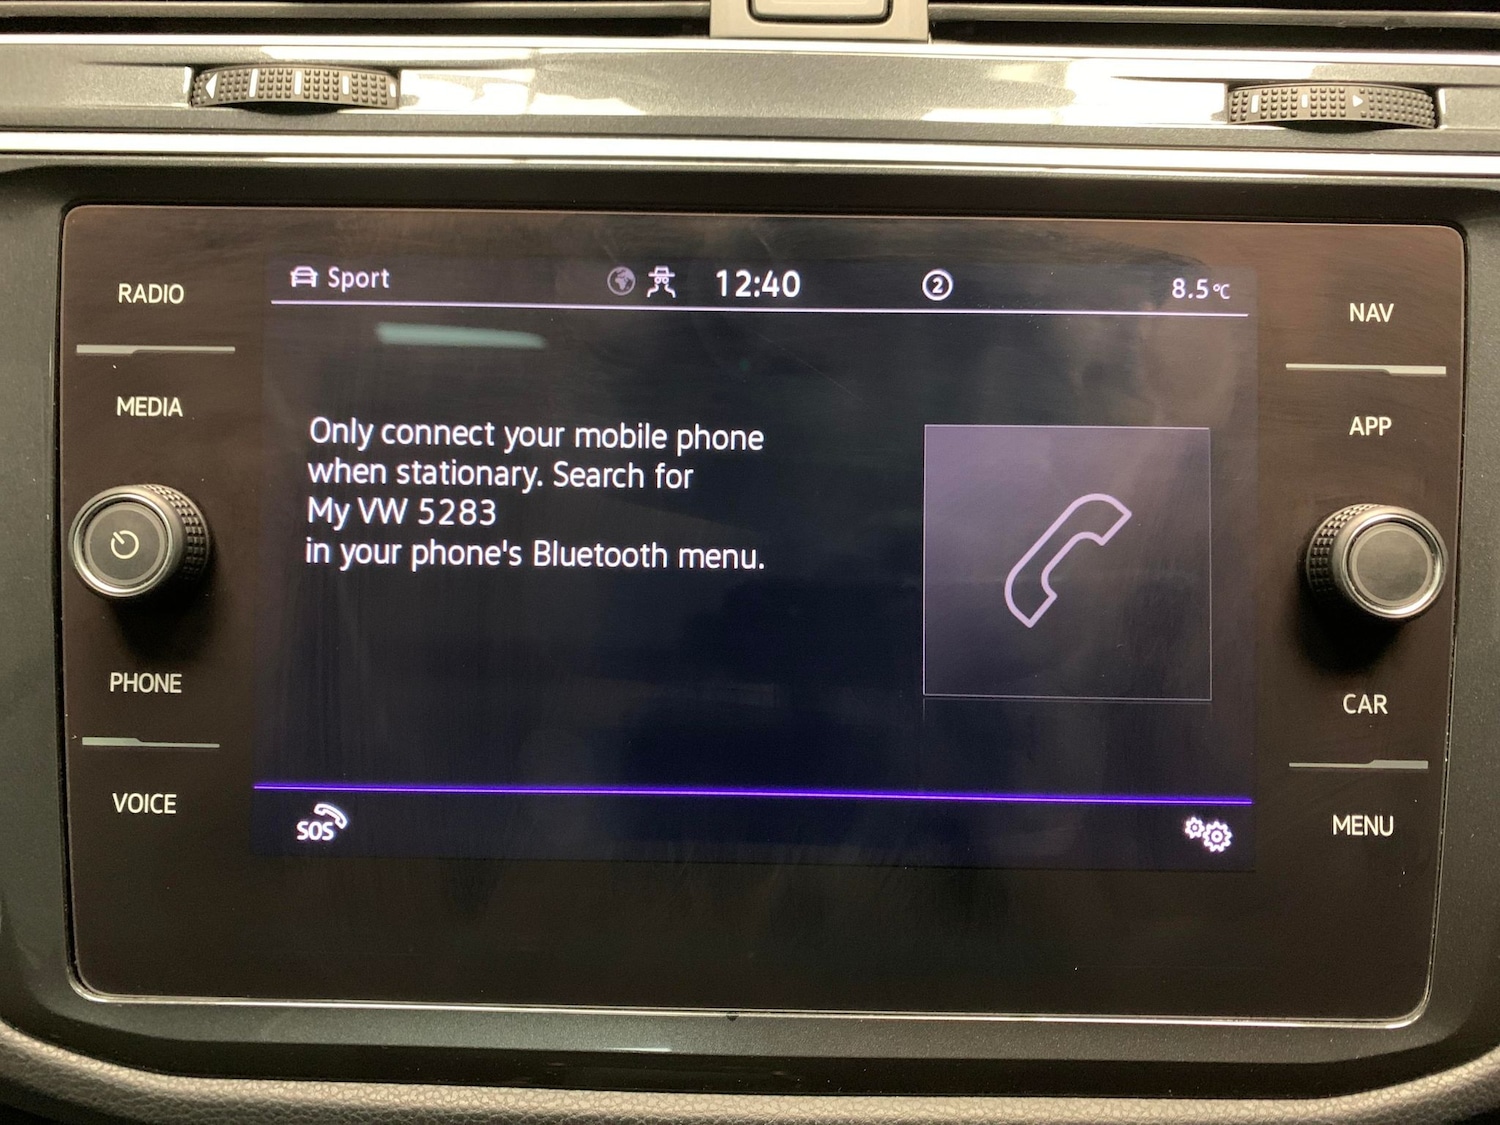 RADIO
MEDIA
PHONE
VOICE
Sport
12:40
2
8.5°C
Only connect your mobile phone
when stationary. Search for
My VW 5283
in your phone's Bluetooth menu.
SOS
NAV
APP
CAR
MENU